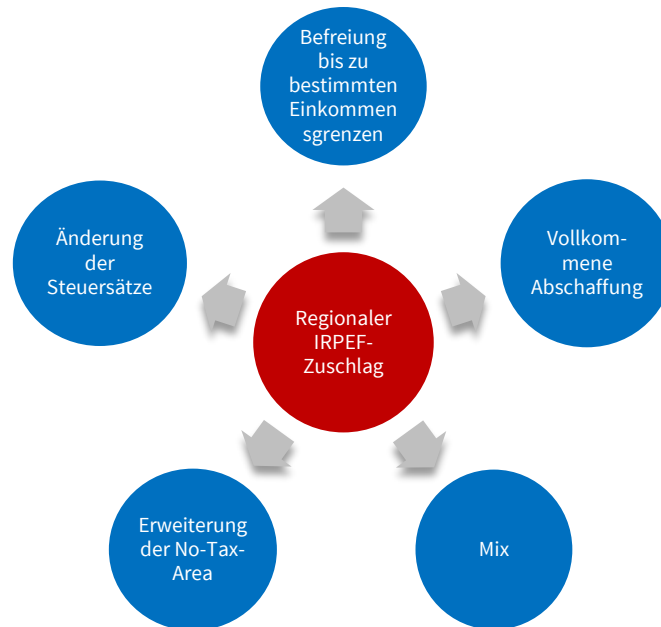 Befreiung
bis zu
bestimmten
Einkommen
sgrenzen
Änderung
der
Steuersätze
Vollkom-
mene
Abschaffung
Regionaler
IRPEF-
Zuschlag
Erweiterung
der No-Tax-
Area
Mix